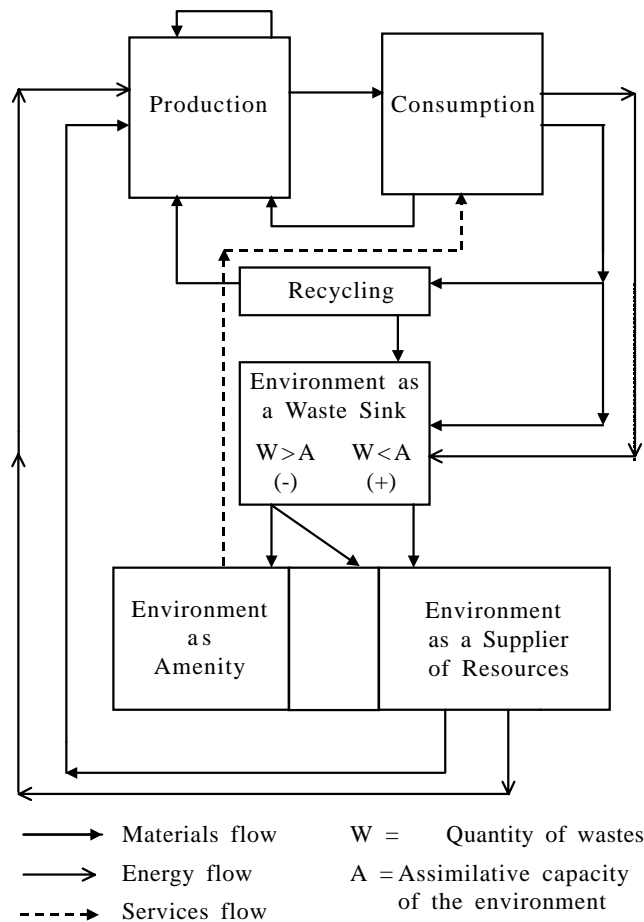 Production
Consumption
Recycling
Environment as
a Waste Sink
W>A W<A
(-) (+)
Environment
as
Amenity
Environment
as a Supplier
of Resources
Materials flow
Energy flow
Services flow
W = Quantity of wastes
A = Assimilative capacity
of the environment